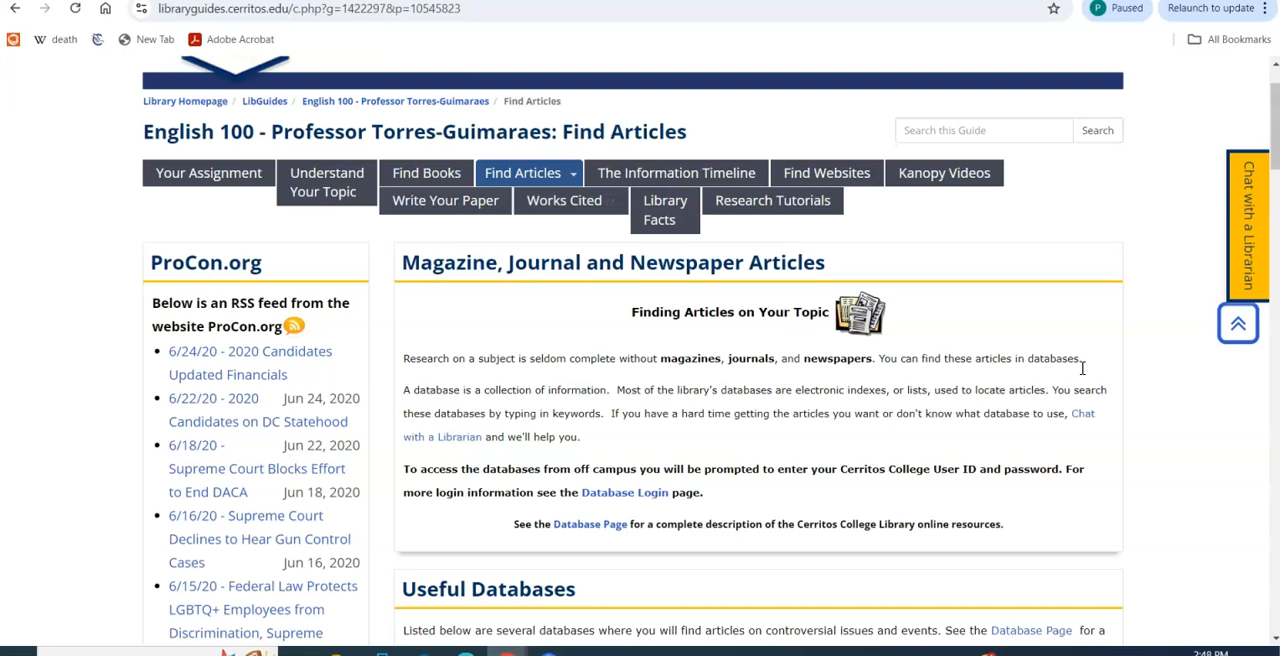 libraryguides.cerritos.edu/c.php?g=1422297&p=10545823
P Paused
Relaunch to update
W death
New Tab
Adobe Acrobat
All Bookmarks
Library Homepage / LibGuides / English 100 - Professor Torres-Guimaraes / Find Articles
English 100 - Professor Torres-Guimaraes: Find Articles
Search this Guide
Search
Your Assignment
Understand
Your Topic
Find Books
Find Articles
The Information Timeline
Find Websites
Kanopy Videos
Write Your Paper
Works Cited
Library
Facts
Research Tutorials
Chat with a Librarian
ProCon.org
Below is an RSS feed from the
website ProCon.org
• 6/24/20 - 2020 Candidates
Updated Financials
• 6/22/20 - 2020 Jun 24, 2020
Candidates on DC Statehood
• 6/18/20 - Jun 22, 2020
Supreme Court Blocks Effort
to End DACA Jun 18, 2020
• 6/16/20 - Supreme Court
Declines to Hear Gun Control
Cases Jun 16, 2020
• 6/15/20 - Federal Law Protects
LGBTQ+ Employees from
Discrimination, Supreme
Magazine, Journal and Newspaper Articles
Finding Articles on Your Topic
Research on a subject is seldom complete without magazines, journals, and newspapers. You can find these articles in databases.
A database is a collection of information. Most of the library's databases are electronic indexes, or lists, used to locate articles. You search
these databases by typing in keywords. If you have a hard time getting the articles you want or don't know what database to use, Chat
with a Librarian and we'll help you.
To access the databases from off campus you will be prompted to enter your Cerritos College User ID and password. For
more login information see the Database Login page.
See the Database Page for a complete description of the Cerritos College Library online resources.
Useful Databases
Listed below are several databases where you will find articles on controversial issues and events. See the Database Page for a
2:48 PM